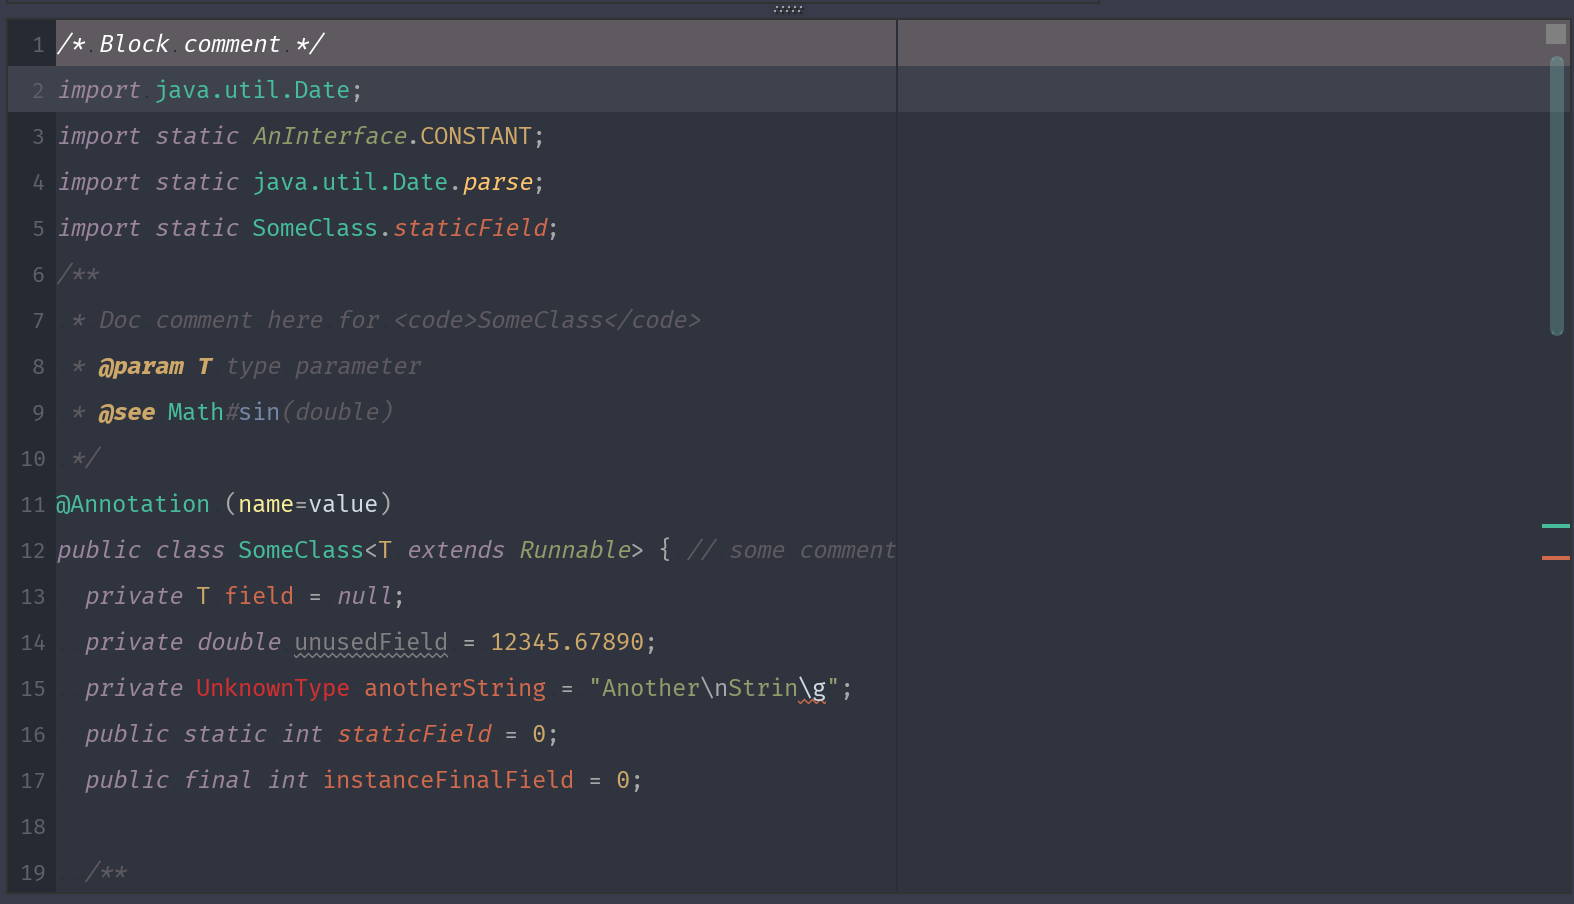 1 /* Block comment */
2 import java.util.Date;
3 import static AnInterface.CONSTANT;
4 import static java.util.Date.parse;
5 import static SomeClass.staticField;
6 /**
7  * Doc comment here for <code>SomeClass</code>
8  * @param T type parameter
9  * @see Math#sin(double)
10  */
11 @Annotation (name=value)
12 public class SomeClass<T extends Runnable> { // some comment
13   private T field = null;
14   private double unusedField = 12345.67890;
15   private UnknownType anotherString = "Another\nStrin\g";
16   public static int staticField = 0;
17   public final int instanceFinalField = 0;
18
19   /**